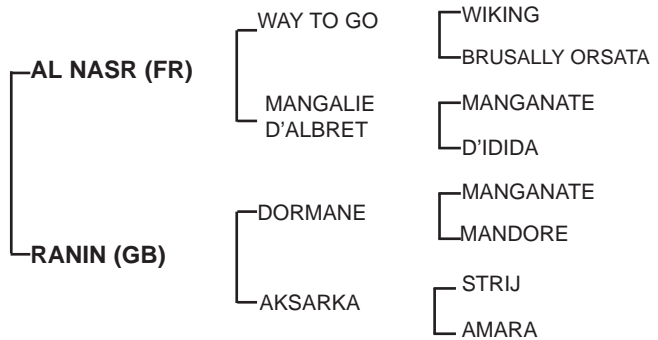 WIKING
WAY TO GO
BRUSALLY ORSATA
AL NASR (FR)
MANGALIE
D'ALBRET
MANGANATE
D'IDIDA
MANGANATE
DORMANE
MANDORE
RANIN (GB)
STRIJ
AKSARKA
AMARA